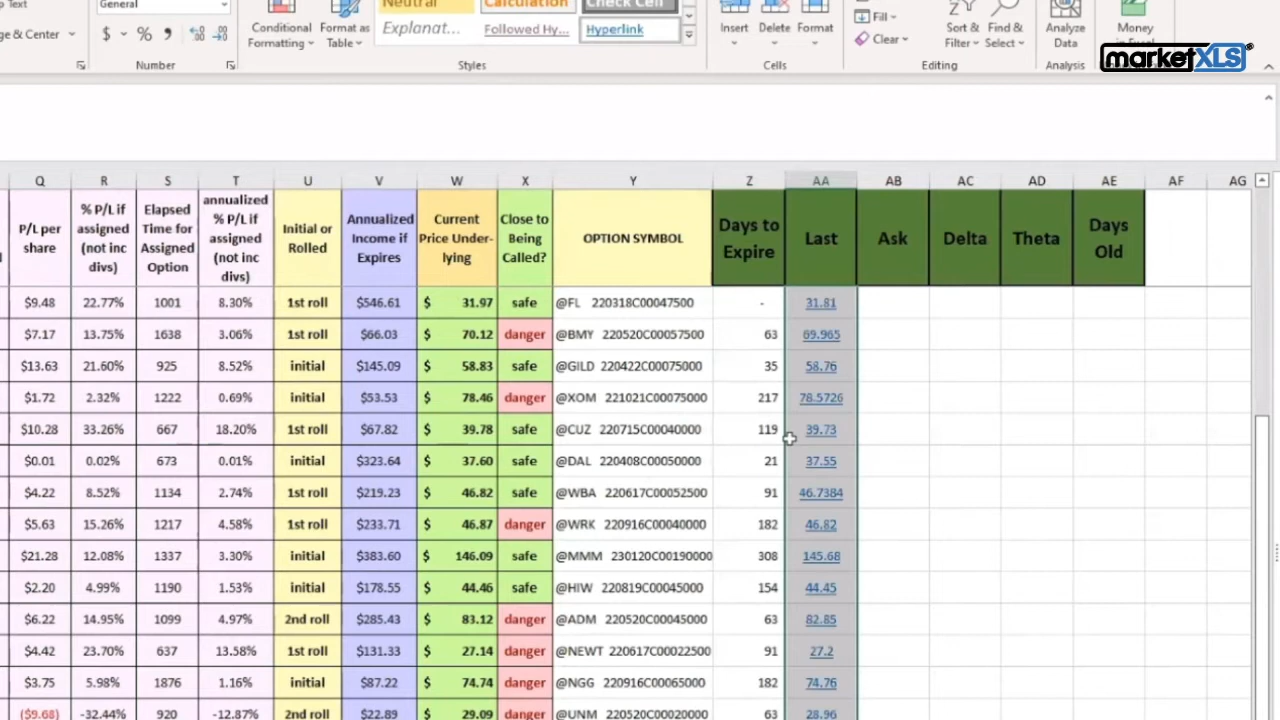 p Text General Neutral Calculation Check Cell
ge & Center $ % Conditional Formatting Format as Table Explanat... Followed Hy... Hyperlink Insert Delete Format Fill Clear Sort & Filter Find & Select Analyze Data Money in Excel
marketXLS®
Number Styles Cells Editing Analysis
Q R S T U V W X Y Z AA AB AC AD AE AF AG
P/L per share % P/L if assigned (not inc divs) Elapsed Time for Assigned Option annualized % P/L if assigned (not inc divs) Initial or Rolled Annualized Income if Expires Current Price Under-lying Close to Being Called? OPTION SYMBOL Days to Expire Last Ask Delta Theta Days Old
$9.48 22.77% 1001 8.30% 1st roll $546.61 $ 31.97 safe @FL 220318C00047500 - 31.81
$7.17 13.75% 1638 3.06% 1st roll $66.03 $ 70.12 danger @BMY 220520C00057500 63 69.965
$13.63 21.60% 925 8.52% initial $145.09 $ 58.83 safe @GILD 220422C00075000 35 58.76
$1.72 2.32% 1222 0.69% initial $53.53 $ 78.46 danger @XOM 221021C00075000 217 78.5726
$10.28 33.26% 667 18.20% 1st roll $67.82 $ 39.78 safe @CUZ 220715C00040000 119 39.73
$0.01 0.02% 673 0.01% initial $323.64 $ 37.60 safe @DAL 220408C00050000 21 37.55
$4.22 8.52% 1134 2.74% 1st roll $219.23 $ 46.82 safe @WBA 220617C00052500 91 46.7384
$5.63 15.26% 1217 4.58% 1st roll $233.71 $ 46.87 danger @WRK 220916C00040000 182 46.82
$21.28 12.08% 1337 3.30% initial $383.60 $ 146.09 safe @MMM 230120C00190000 308 145.68
$2.20 4.99% 1190 1.53% initial $178.55 $ 44.46 safe @HIW 220819C00045000 154 44.45
$6.22 14.95% 1099 4.97% 2nd roll $285.43 $ 83.12 danger @ADM 220520C00045000 63 82.85
$4.42 23.70% 637 13.58% 1st roll $131.33 $ 27.14 danger @NEWT 220617C00022500 91 27.2
$3.75 5.98% 1876 1.16% initial $87.22 $ 74.74 danger @NGG 220916C00065000 182 74.76
($9.68) -32.44% 920 -12.87% 2nd roll $22.89 $ 29.09 danger @UNM 220520C00020000 63 28.96